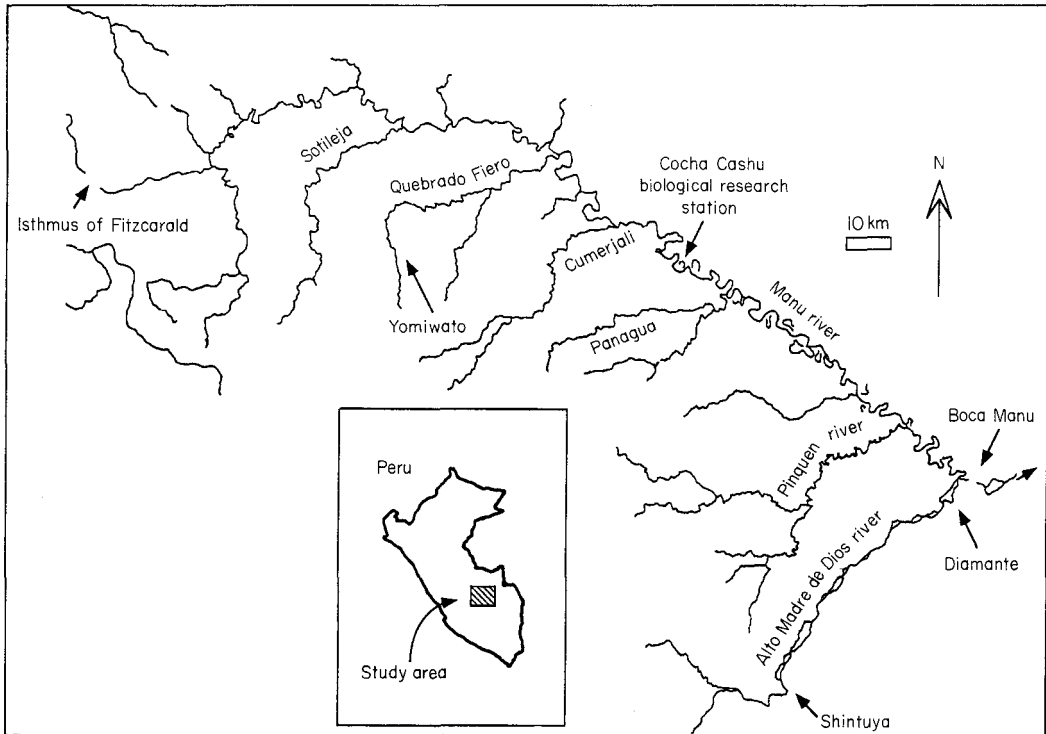 Sotileja
Quebrado Fiero
Cocha Cashu
biological research
station
N
Isthmus of Fitzcarald
10 km
Cumerjali
Manu river
Yomiwato
Panagua
Boca Manu
Pinquen river
Peru
Diamante
Alto Madre de Dios river
Study area
Shintuya